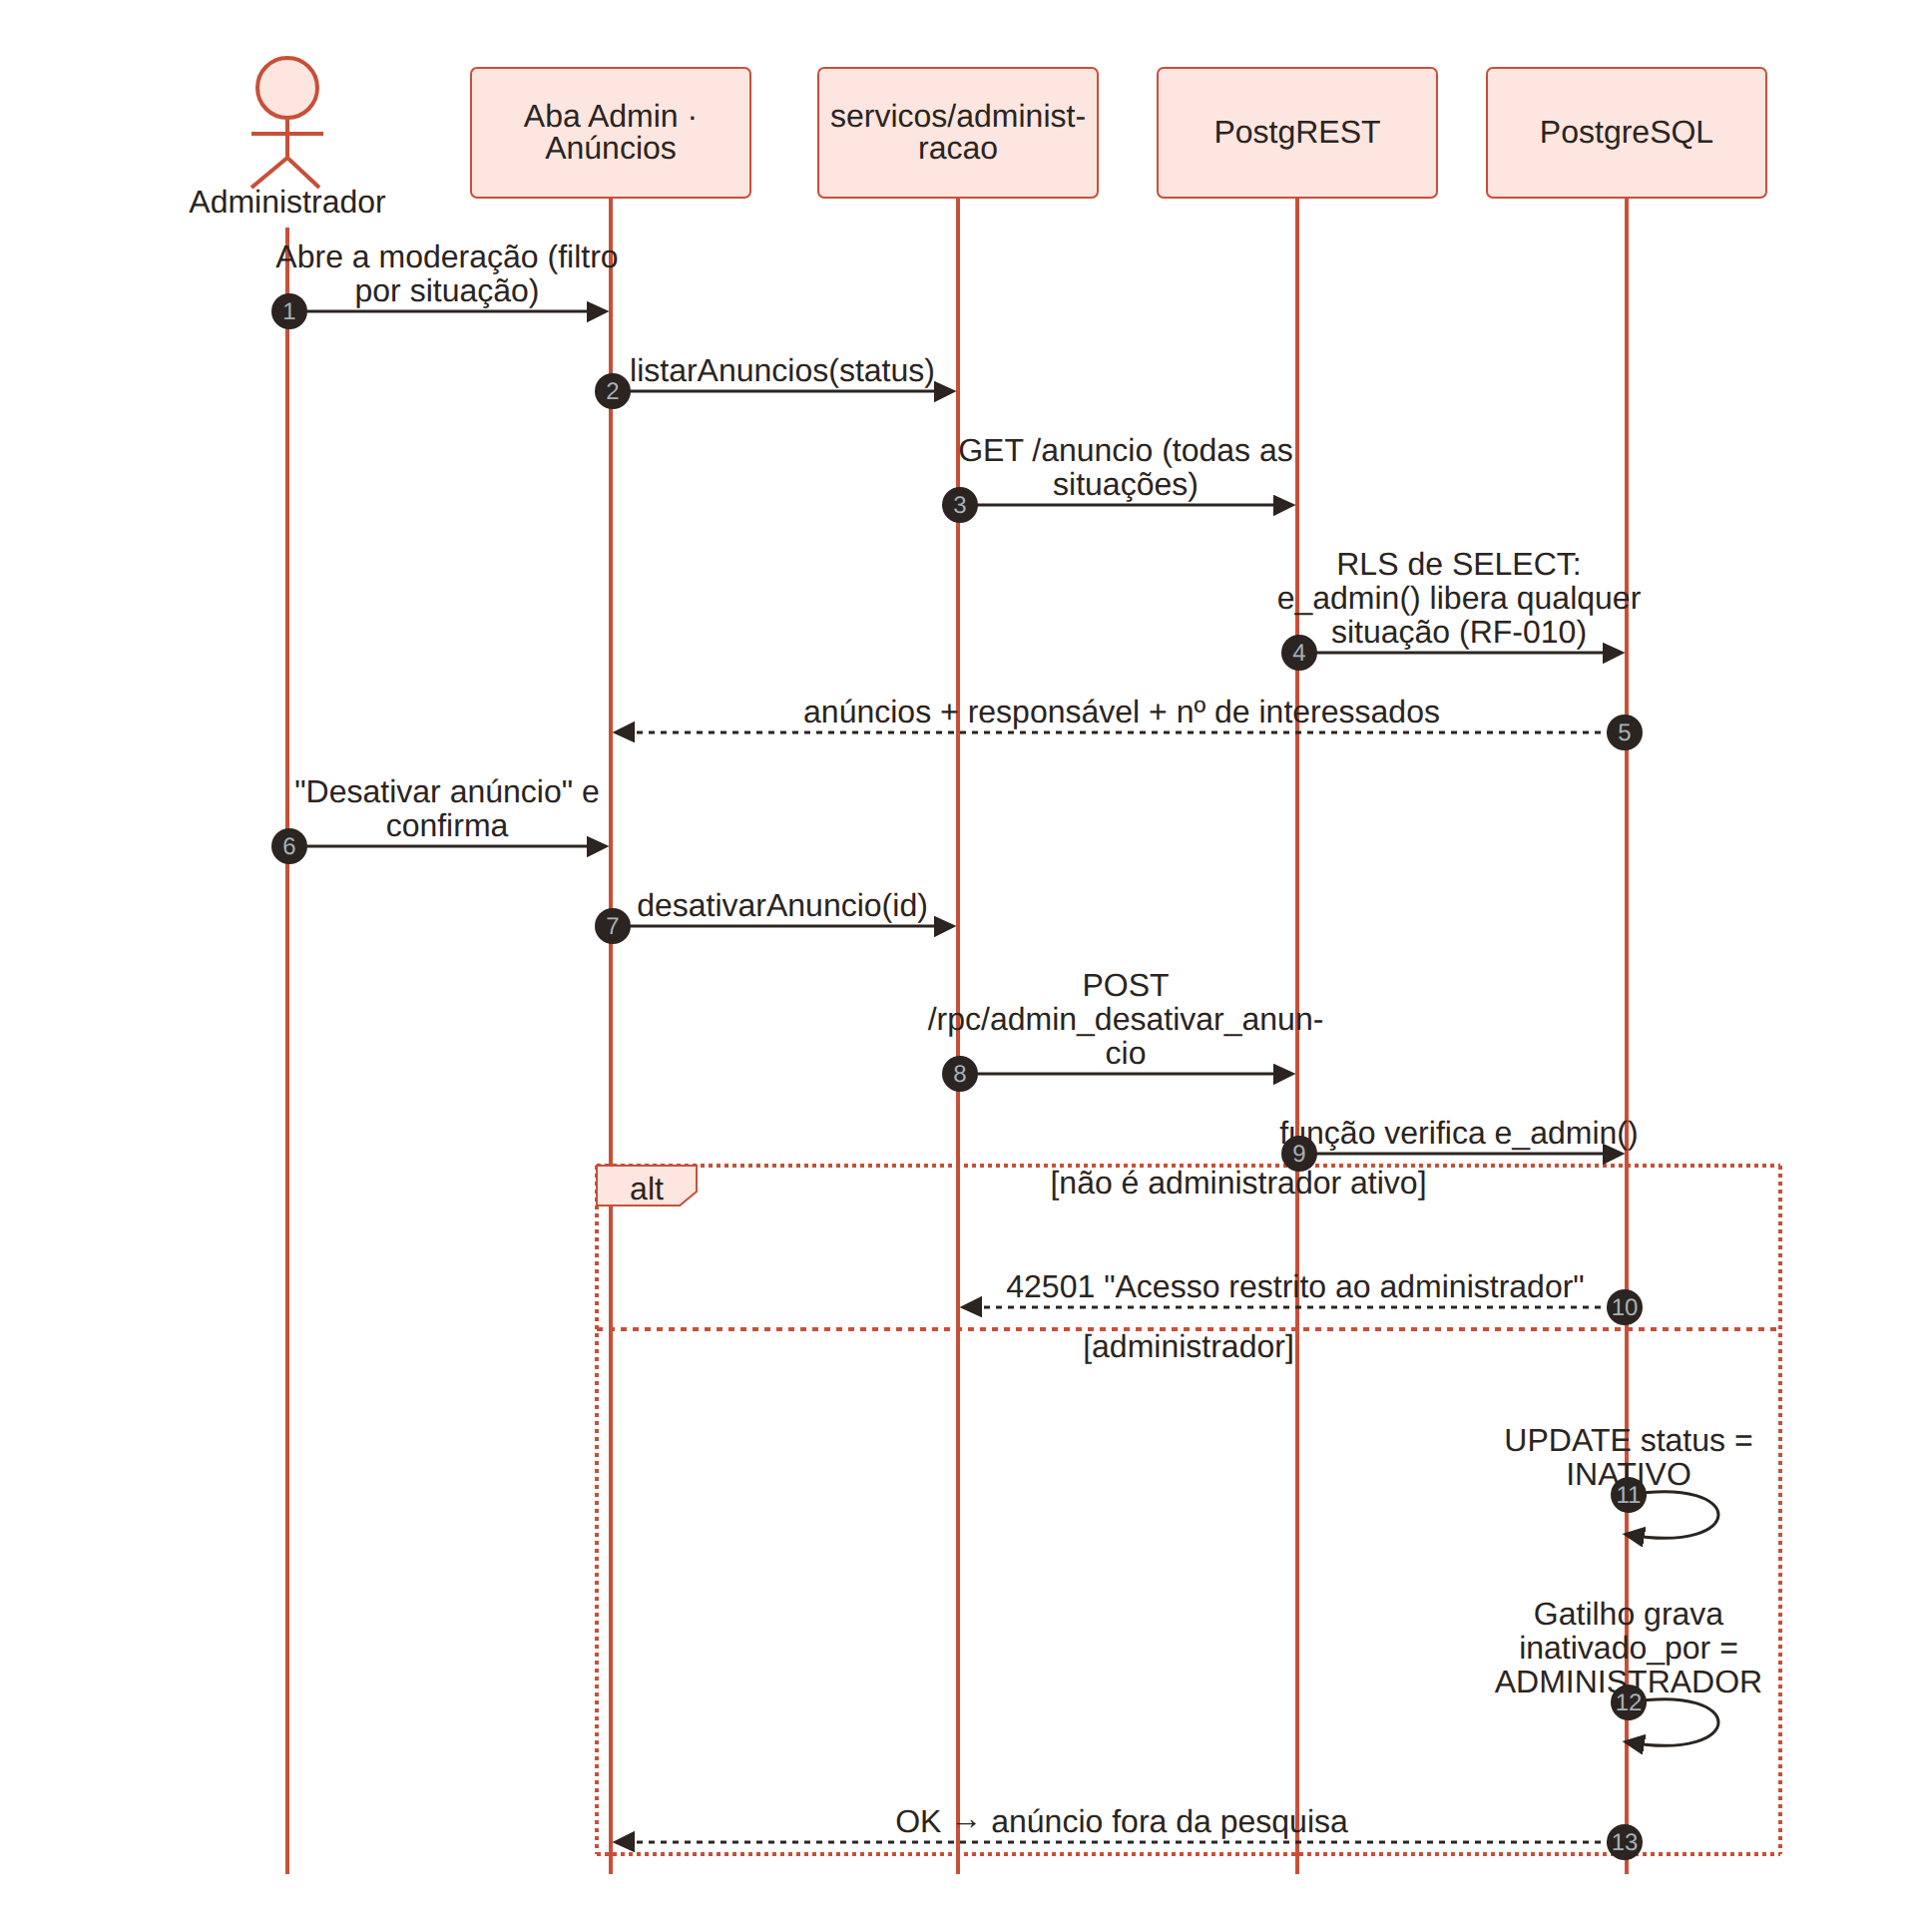 Administrador
Aba Admin ·
Anúncios
servicos/administ-
racao
PostgREST
PostgreSQL
Abre a moderação (filtro
por situação)
1
listarAnuncios(status)
2
GET /anuncio (todas as
situações)
3
RLS de SELECT:
e_admin() libera qualquer
situação (RF-010)
4
anúncios + responsável + nº de interessados
5
"Desativar anúncio" e
confirma
6
desativarAnuncio(id)
7
POST
/rpc/admin_desativar_anun-
cio
8
função verifica e_admin()
9
alt
[não é administrador ativo]
42501 "Acesso restrito ao administrador"
10
[administrador]
UPDATE status =
INATIVO
11
Gatilho grava
inativado_por =
ADMINISTRADOR
12
OK → anúncio fora da pesquisa
13